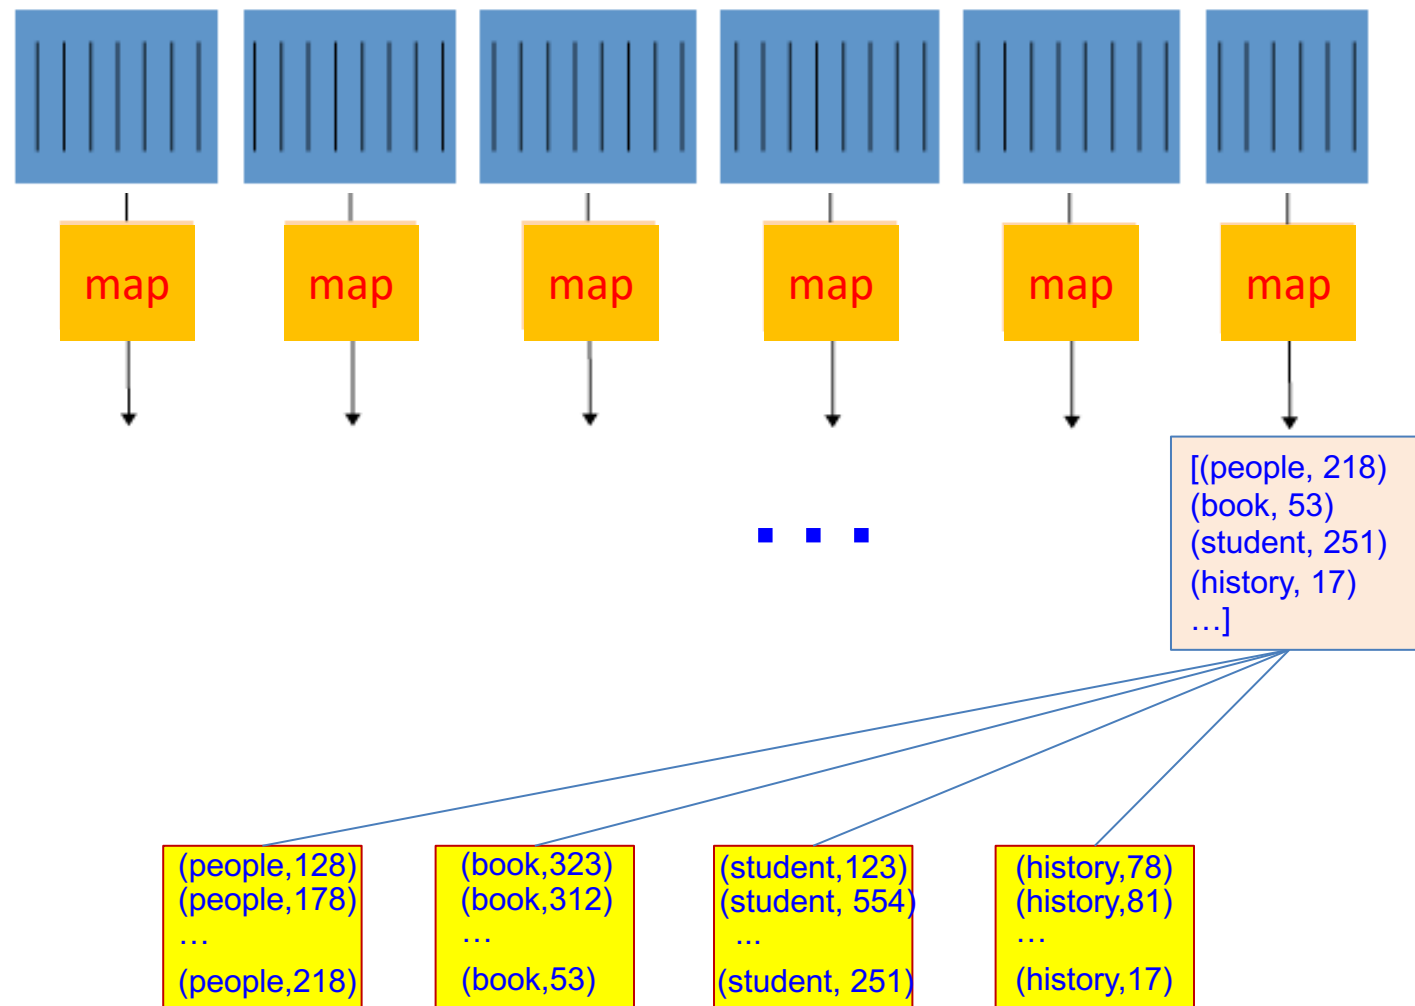 map
map
map
map
map
map
[(people, 218)
(book, 53)
(student, 251)
(history, 17)
…]
(people,128)
(people,178)
…
(people,218)
(book,323)
(book,312)
…
(book,53)
(student,123)
(student, 554)
...
(student, 251)
(history,78)
(history,81)
…
(history,17)